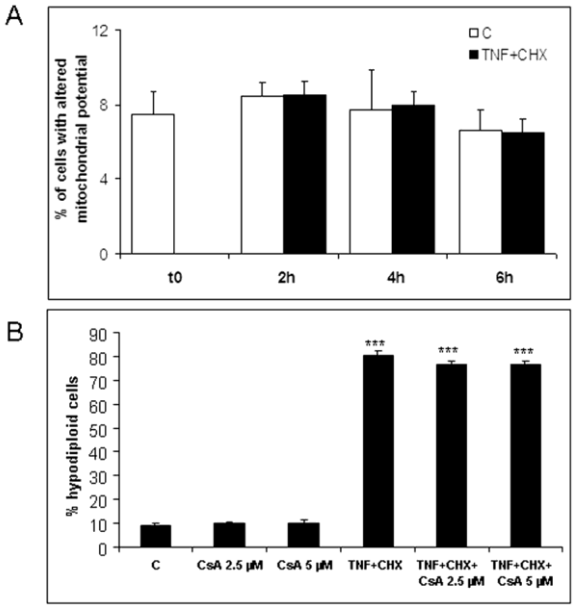 A
% of cells with altered
mitochondrial potential
12
8
4
0
C
TNF+CHX
t0 2h 4h 6h
B
% hypodiploid cells
90
80
70
60
50
40
30
20
10
0
*** *** ***
C CsA 2.5 µM CsA 5 µM TNF+CHX TNF+CHX+ TNF+CHX+
CsA 2.5 µM CsA 5 µM